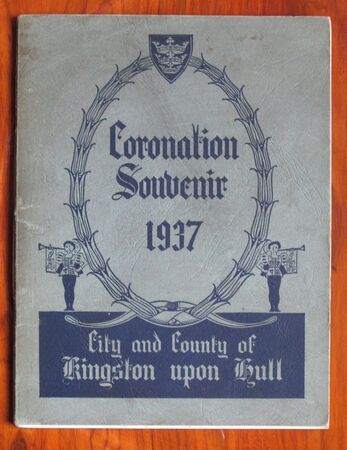 Coronation
Souvenir
1937
City and County of
Kingston upon Hull